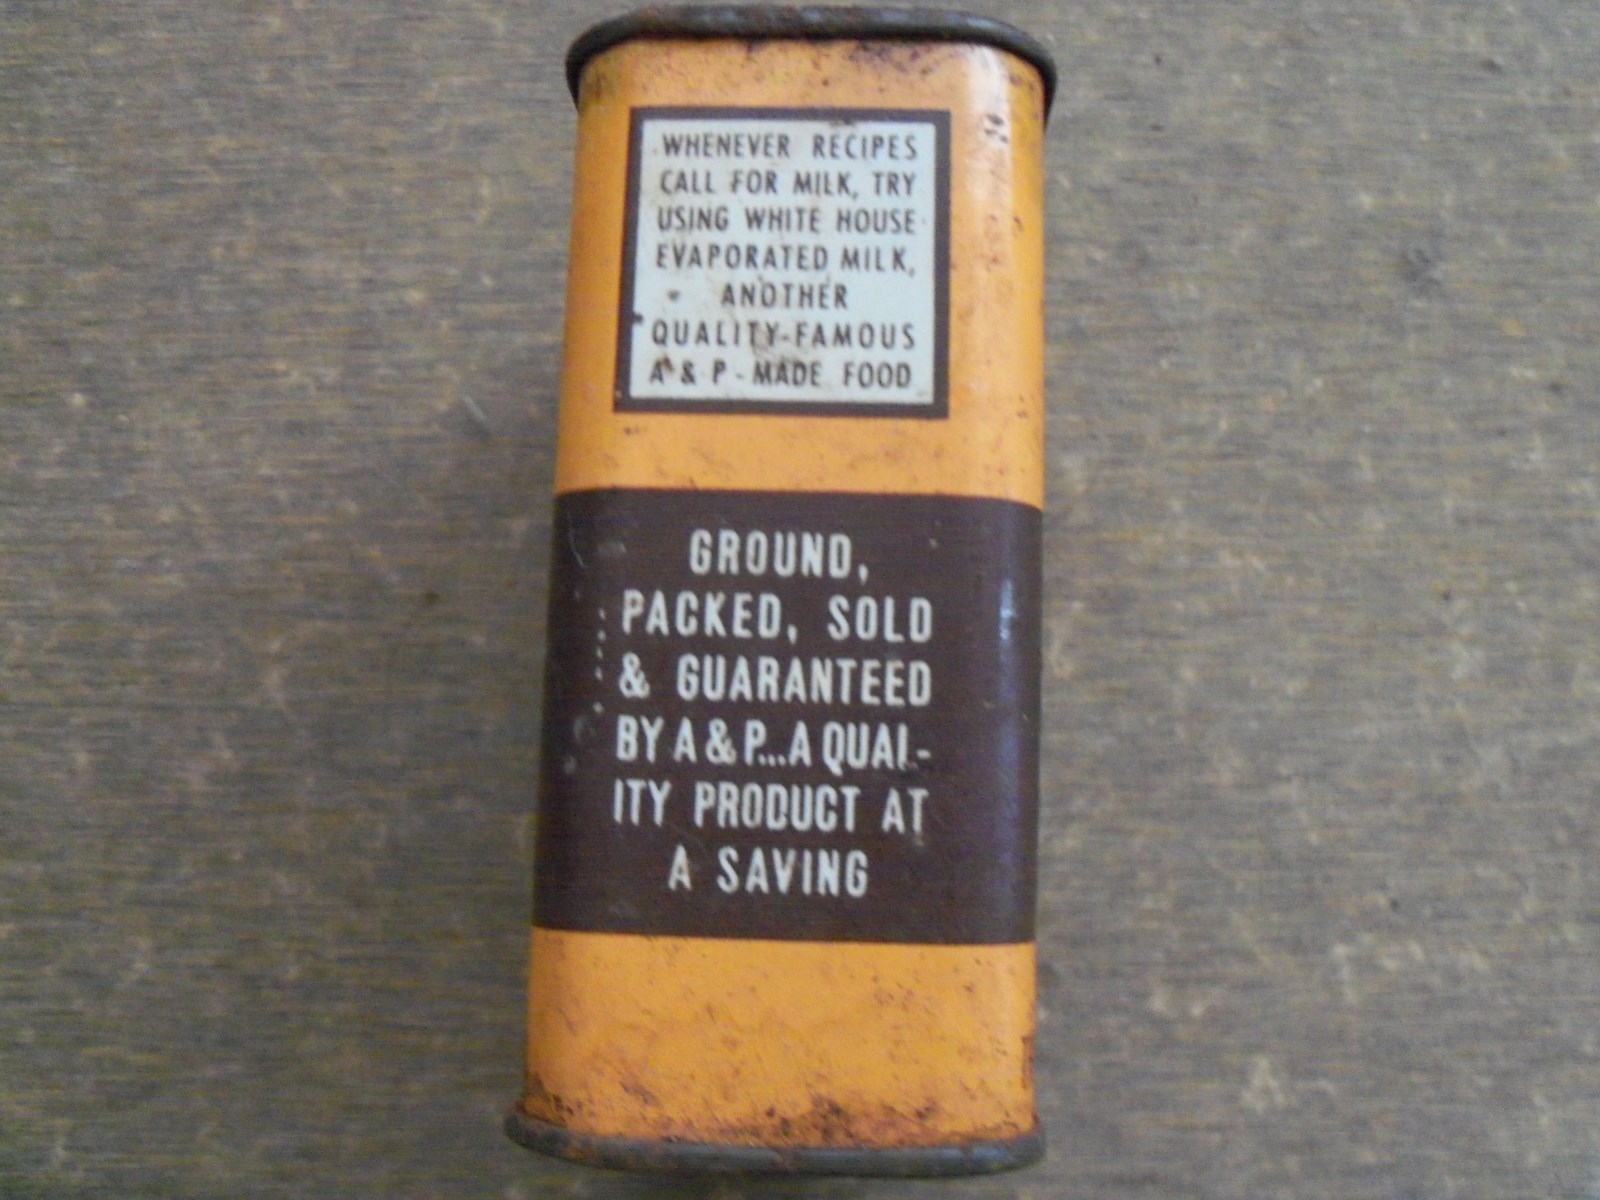 WHENEVER RECIPES
CALL FOR MILK, TRY
USING WHITE HOUSE
EVAPORATED MILK,
ANOTHER
QUALITY-FAMOUS
A & P - MADE FOOD
GROUND,
PACKED, SOLD
& GUARANTEED
BY A & P...A QUAL-
ITY PRODUCT AT
A SAVING